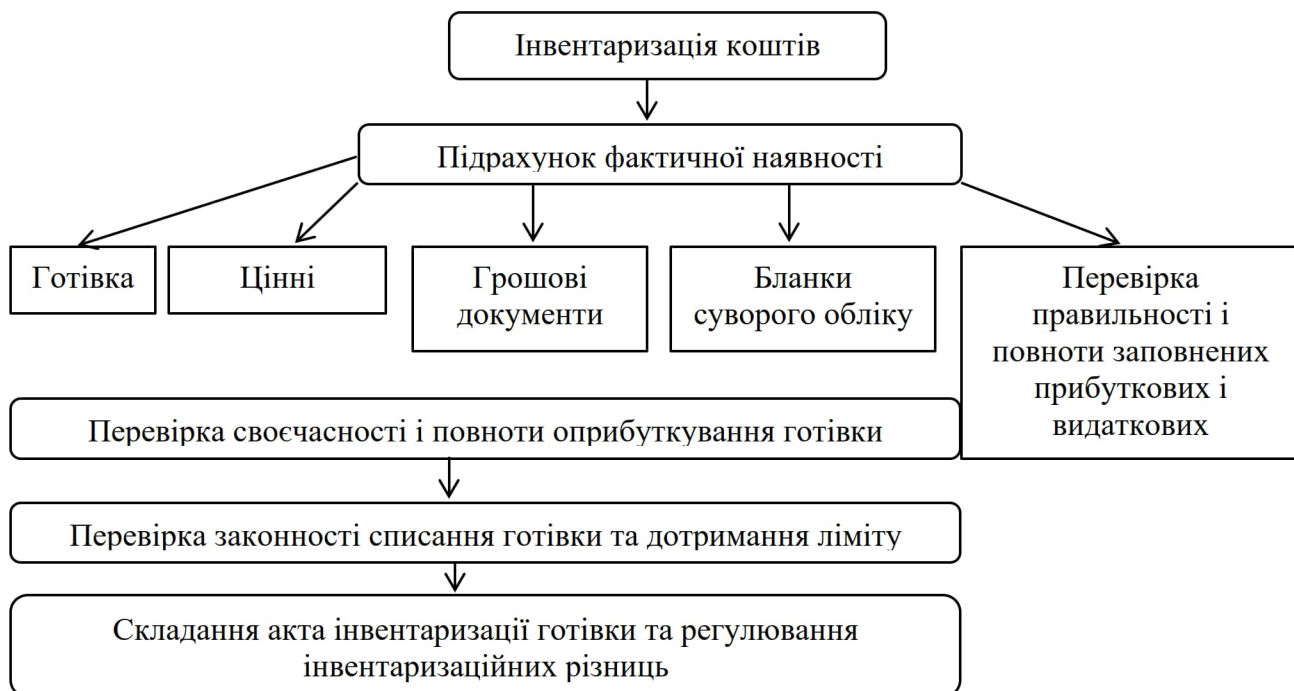 Інвентаризація коштів
Підрахунок фактичної наявності
Готівка
Цінні
Грошові
документи
Бланки
суворого обліку
Перевірка
правильності і
повноти заповнених
прибуткових і
видаткових
Перевірка своєчасності і повноти оприбуткування готівки
Перевірка законності списання готівки та дотримання ліміту
Складання акта інвентаризації готівки та регулювання
інвентаризаційних різниць